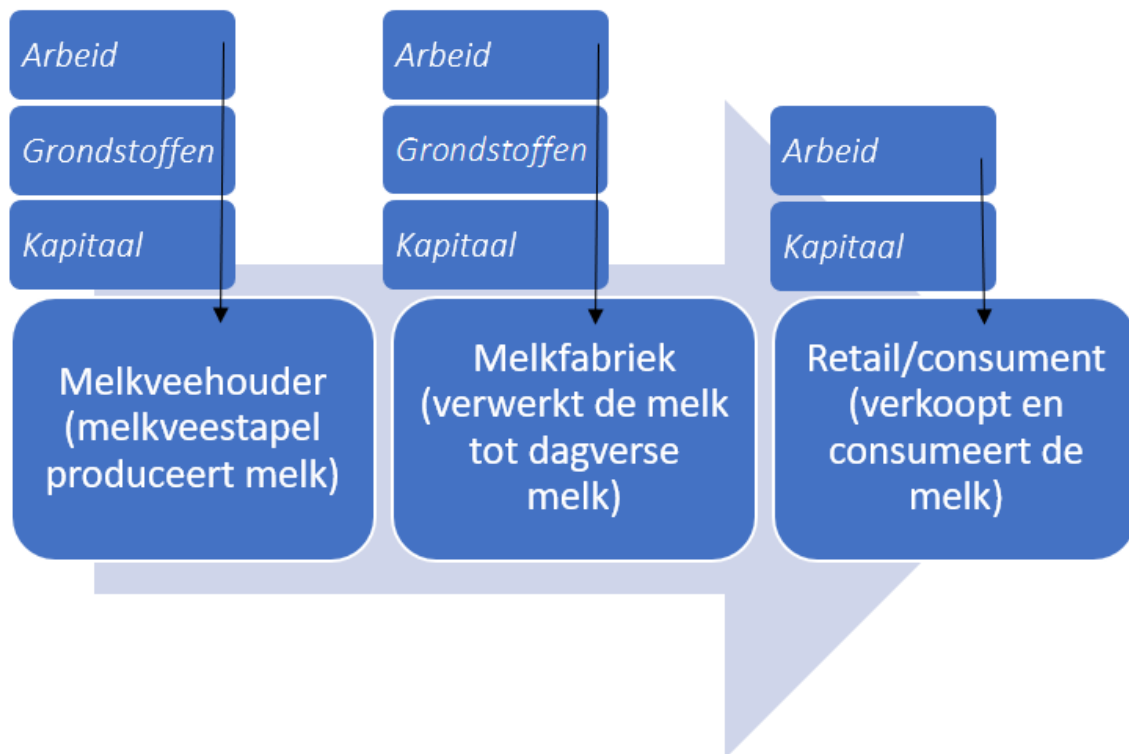 Arbeid
Grondstoffen
Kapitaal
Melkveehouder
(melkveestapel
produceert melk)
Arbeid
Grondstoffen
Kapitaal
Melkfabriek
(verwerkt de melk
tot dagverse
melk)
Arbeid
Kapitaal
Retail/consument
(verkoopt en
consumeert de
melk)